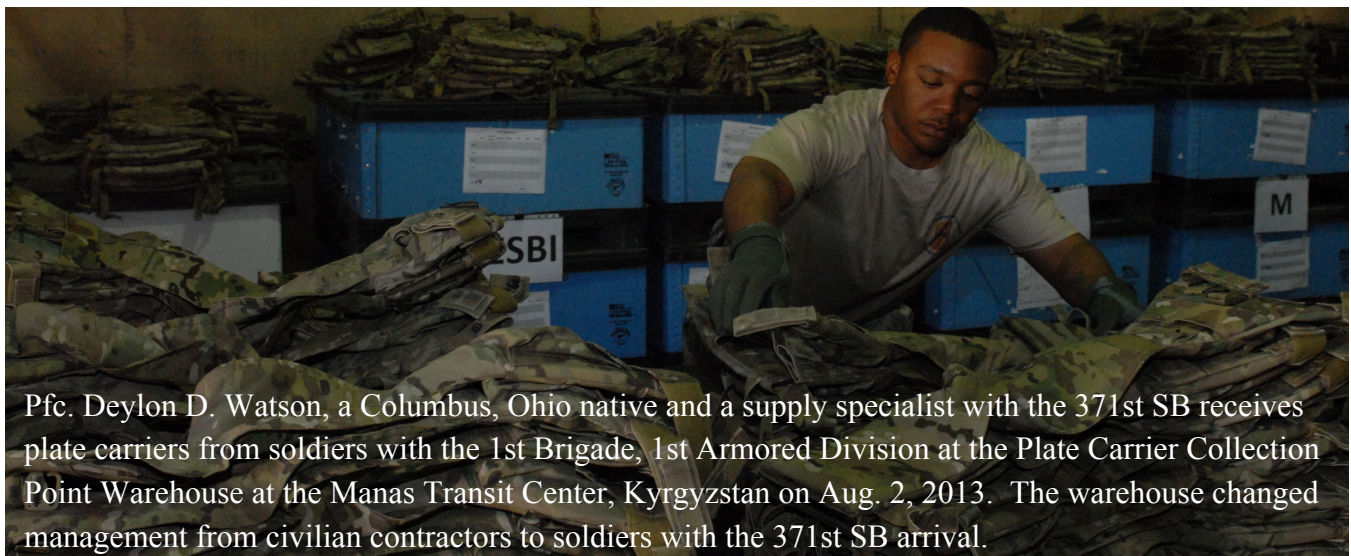 SBI
M
Pfc. Deylon D. Watson, a Columbus, Ohio native and a supply specialist with the 371st SB receives
plate carriers from soldiers with the 1st Brigade, 1st Armored Division at the Plate Carrier Collection
Point Warehouse at the Manas Transit Center, Kyrgyzstan on Aug. 2, 2013.  The warehouse changed
management from civilian contractors to soldiers with the 371st SB arrival.